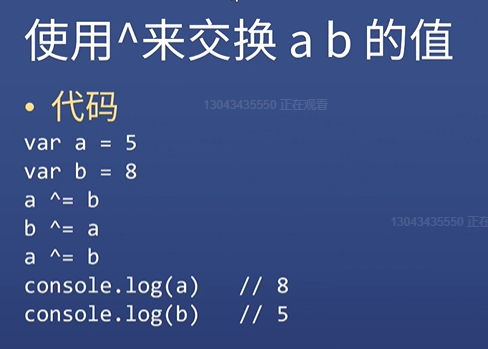 使用^来交换 a b 的值
• 代码
13043435550 正在观看
var a = 5
var b = 8
a ^= b
b ^= a
13043435550 正在
a ^= b
console.log(a)   // 8
console.log(b)   // 5